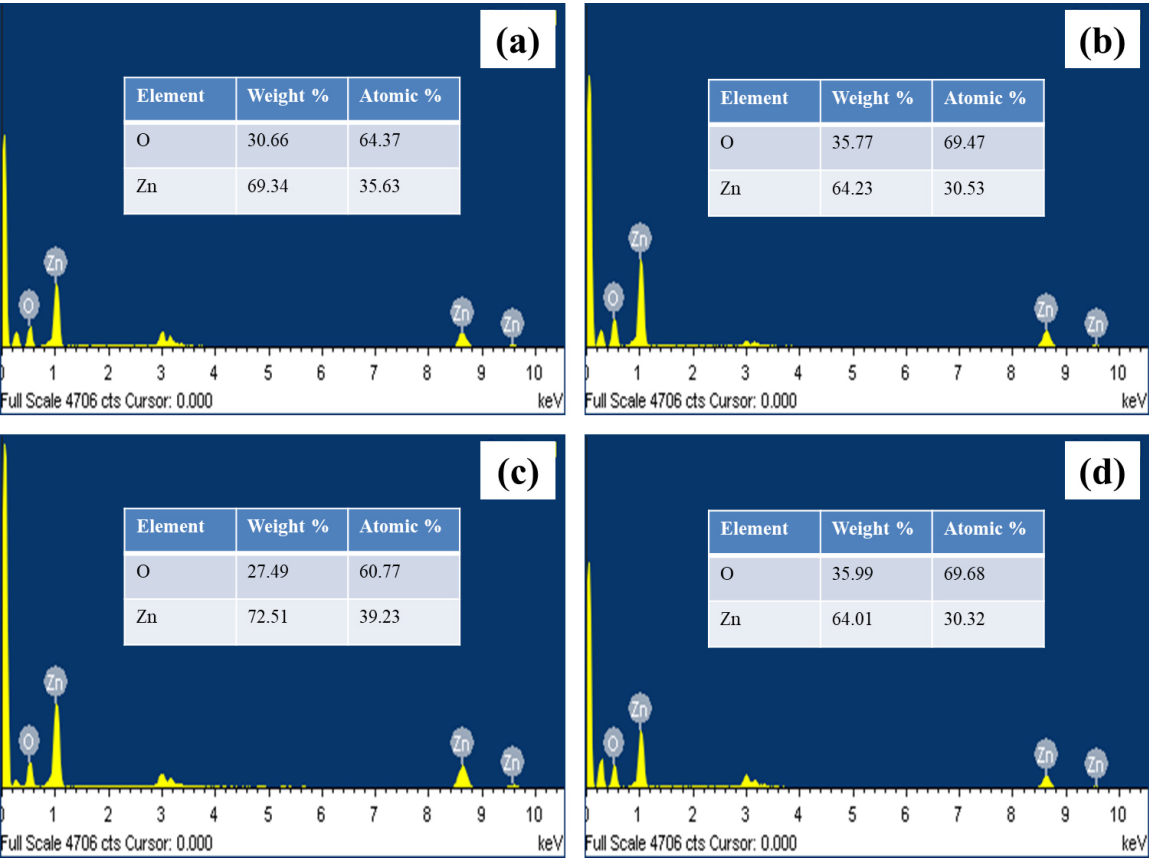 (a)
Element Weight % Atomic %
O 30.66 64.37
Zn 69.34 35.63
Zn
O
Zn
Zn
0 1 2 3 4 5 6 7 8 9 10
Full Scale 4706 cts Cursor: 0.000 keV
(b)
Element Weight % Atomic %
O 35.77 69.47
Zn 64.23 30.53
Zn
O
Zn
Zn
0 1 2 3 4 5 6 7 8 9 10
Full Scale 4706 cts Cursor: 0.000 keV
(c)
Element Weight % Atomic %
O 27.49 60.77
Zn 72.51 39.23
Zn
O
Zn
Zn
0 1 2 3 4 5 6 7 8 9 10
Full Scale 4706 cts Cursor: 0.000 keV
(d)
Element Weight % Atomic %
O 35.99 69.68
Zn 64.01 30.32
Zn
O
Zn
Zn
0 1 2 3 4 5 6 7 8 9 10
Full Scale 4706 cts Cursor: 0.000 keV